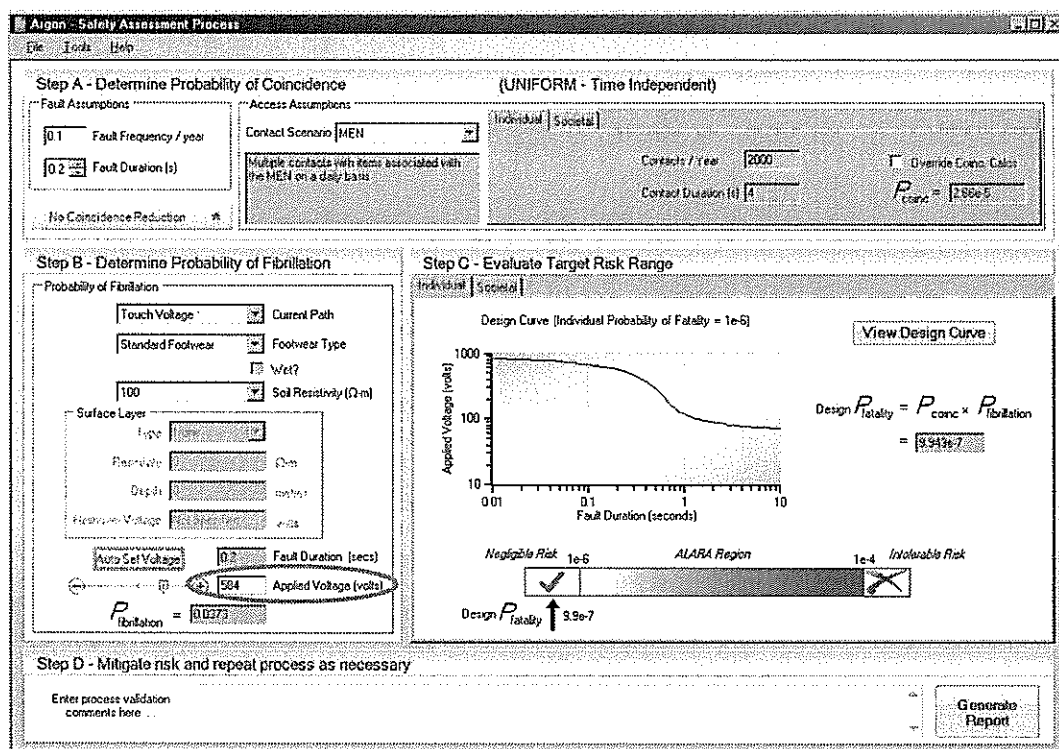 Argon - Safety Assessment Process
File Tools Help
Step A - Determine Probability of Coincidence (UNIFORM - Time Independent)
Fault Assumptions
0.1 Fault Frequency / year
0.2 Fault Duration (s)
No Coincidence Reduction
Access Assumptions
Contact Scenario MEN
Multiple contacts with items associated with
the MEN on a daily basis
Individual Societal
Contacts / Year 2000
Contact Duration (s) 4
Override Coinc. Calcs
Pcoinc = 2.66e-5
Step B - Determine Probability of Fibrillation
Probability of Fibrillation
Touch Voltage Current Path
Standard Footwear Footwear Type
Wet?
100 Soil Resistivity (Ω-m)
Surface Layer
Type
Resistivity Ω-m
Depth metres
Voltage volts
Auto Set Voltage 0.2 Fault Duration (secs)
584 Applied Voltage (volts)
Pfibrillation = 0.0373
Step C - Evaluate Target Risk Range
Individual Societal
Design Curve (Individual Probability of Fatality = 1e-6)
View Design Curve
Applied Voltage (volts)
1000
100
10
0.01 0.1 1 10
Fault Duration (seconds)
Design Pfatality = Pcoinc × Pfibrillation
= 9.943e-7
Negligible Risk 1e-6 ALARA Region 1e-4 Intolerable Risk
Design Pfatality 9.9e-7
Step D - Mitigate risk and repeat process as necessary
Enter process validation
comments here ...
Generate
Report